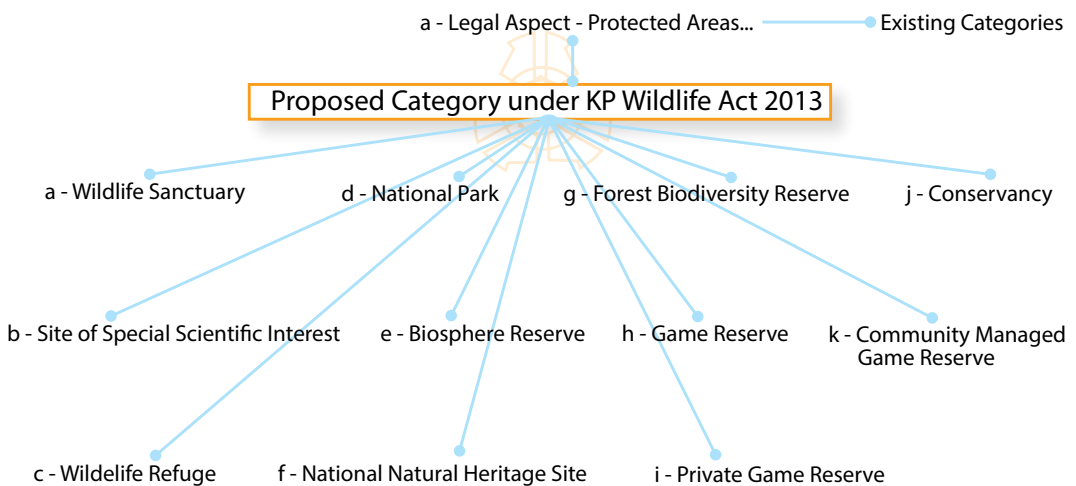 a - Legal Aspect - Protected Areas... Existing Categories
Proposed Category under KP Wildlife Act 2013
a - Wildlife Sanctuary
d - National Park
g - Forest Biodiversity Reserve
j - Conservancy
b - Site of Special Scientific Interest
e - Biosphere Reserve
h - Game Reserve
k - Community Managed
Game Reserve
c - Wildelife Refuge
f - National Natural Heritage Site
i - Private Game Reserve